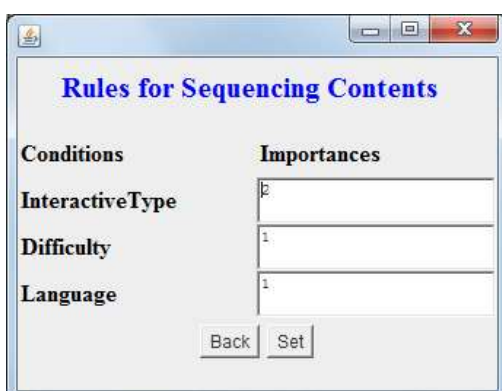 Rules for Sequencing Contents
Conditions Importances
InteractiveType 2
Difficulty 1
Language 1
Back Set